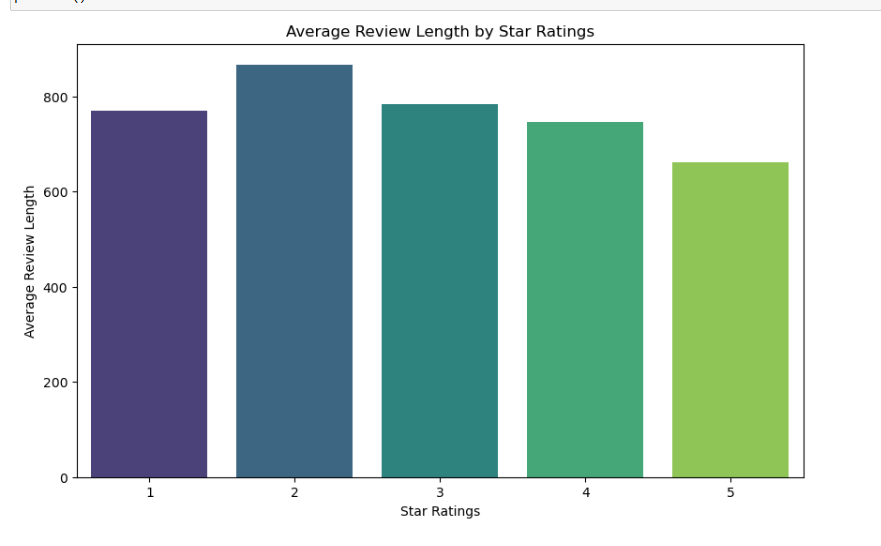 Average Review Length by Star Ratings
Average Review Length
800
600
400
200
0
1 2 3 4 5
Star Ratings